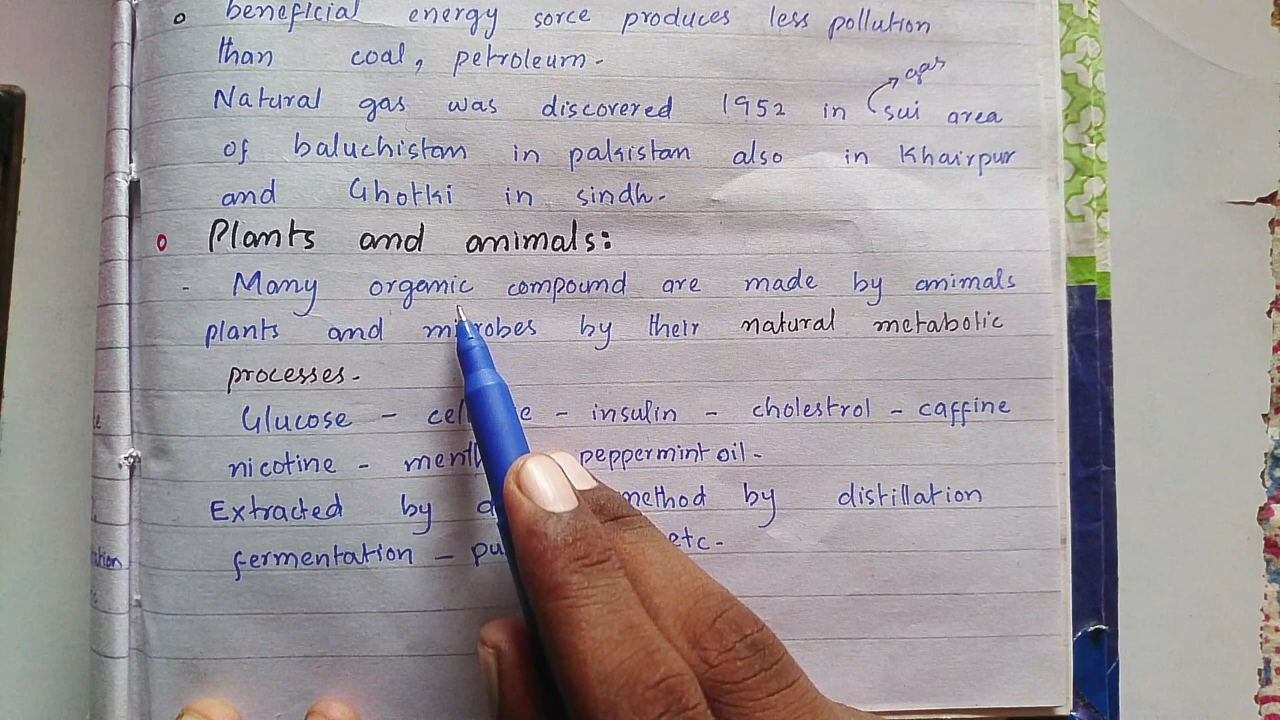 beneficial energy sorce produces less pollution
than coal, petroleum.
gas
Natural gas was discovered 1952 in sui area
of baluchistan in pakistan also in Khairpur
and Ghotki in sindh.
Plants and animals:
- Many organic compound are made by animals
plants and microbes by their natural metabolic
processes.
Glucose - - insulin - cholestrol - caffine
nicotine - peppermint oil.
Extracted by method by distillation
fermentation - etc.